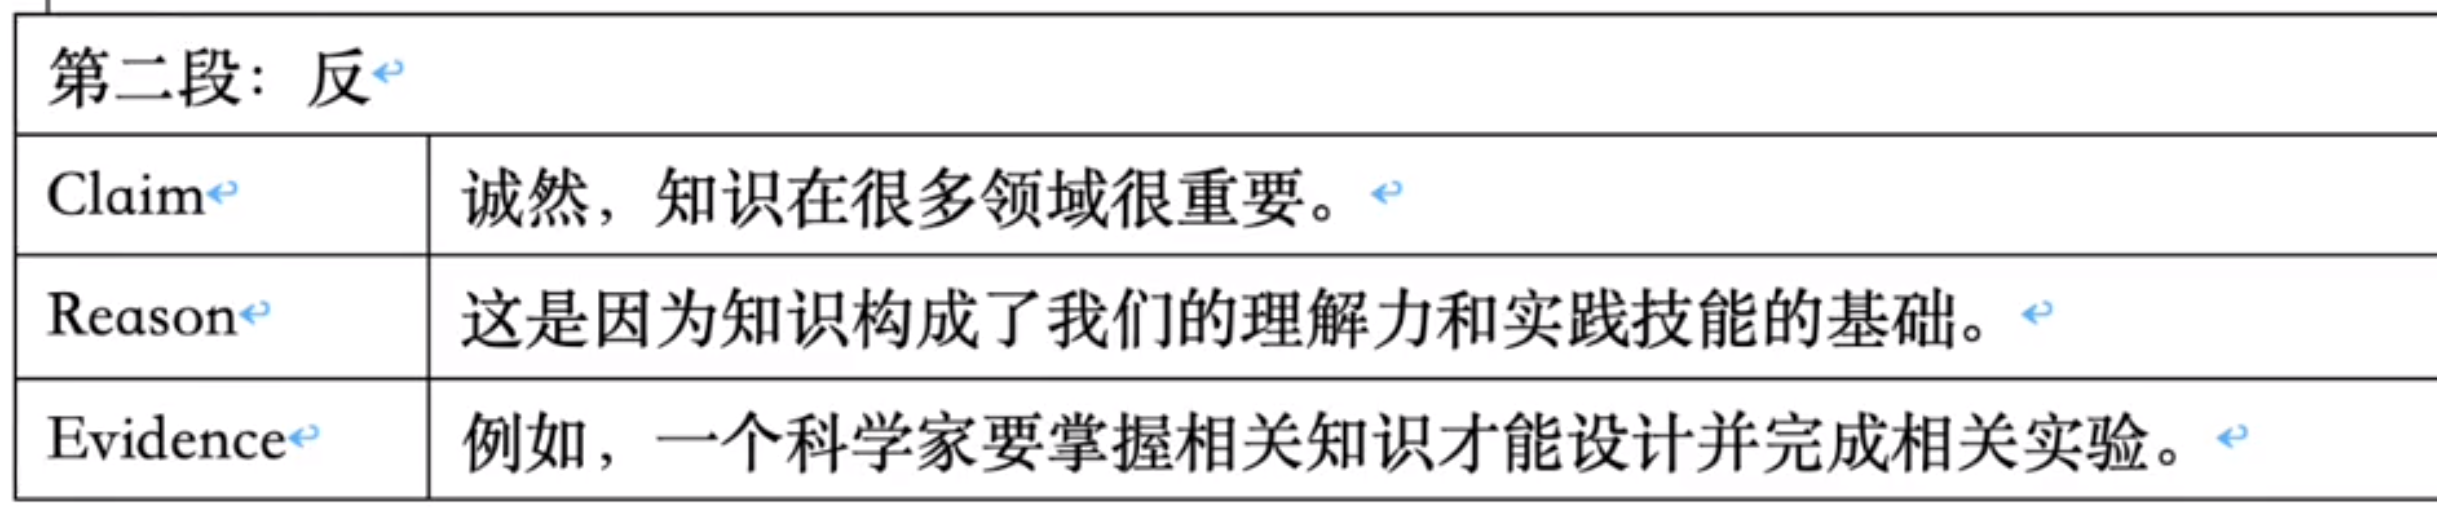 第二段：反
Claim 诚然，知识在很多领域很重要。
Reason 这是因为知识构成了我们的理解力和实践技能的基础。
Evidence 例如，一个科学家要掌握相关知识才能设计并完成相关实验。